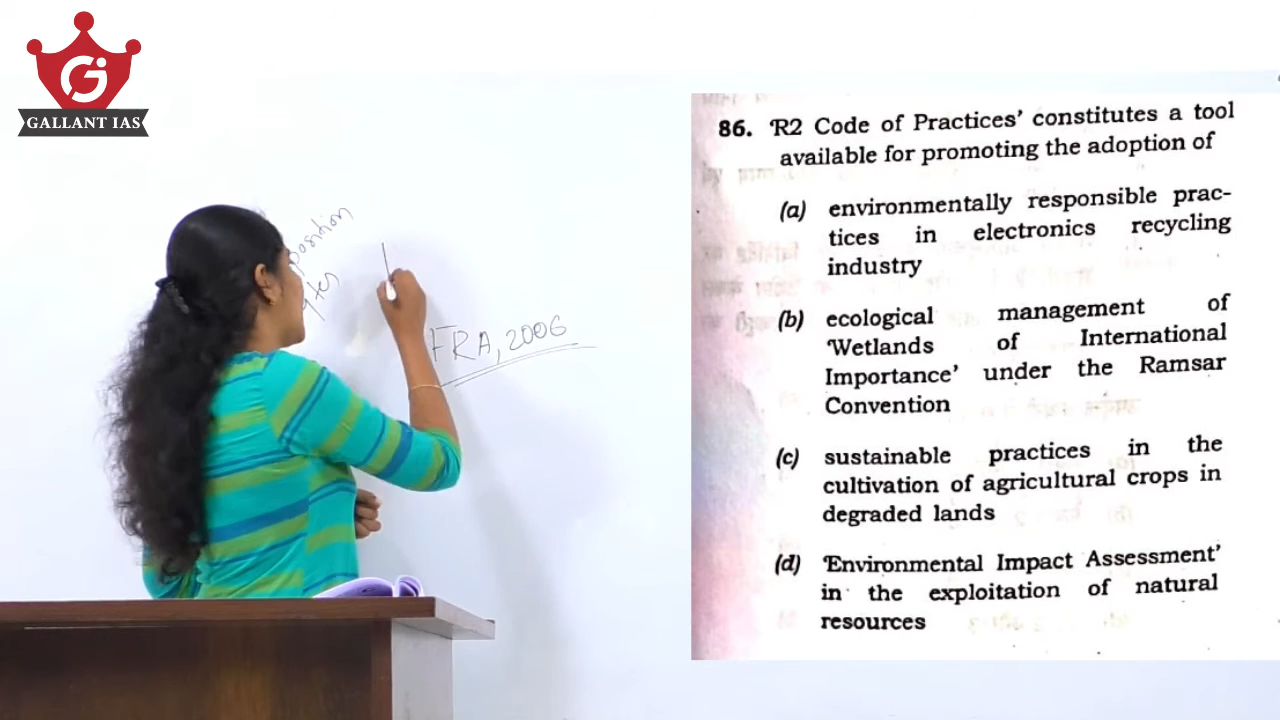 GALLANT IAS
position
FRA, 2006
86. 'R2 Code of Practices' constitutes a tool
available for promoting the adoption of
(a) environmentally responsible prac-
tices in electronics recycling
industry
(b) ecological management of
'Wetlands of International
Importance' under the Ramsar
Convention
(c) sustainable practices in the
cultivation of agricultural crops in
degraded lands
(d) 'Environmental Impact Assessment'
in the exploitation of natural
resources